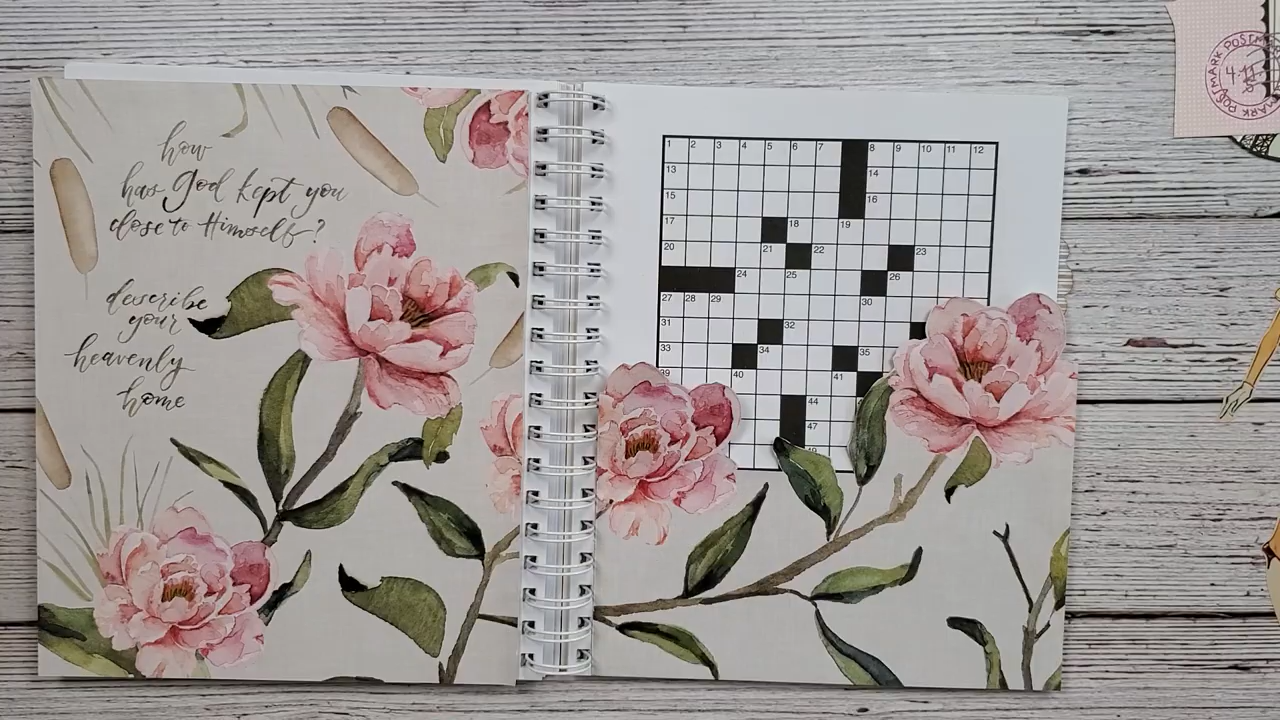 how
has God kept you
close to Himself?
describe
your
heavenly
home
1 2 3 4 5 6 7 8 9 10 11 12
13 14
15 16
17 18 19
20 21 22 23
24 25 26
27 28 29 30
31 32
33 34 35
39 40 41
44
47
POSTMARK POSTMARK